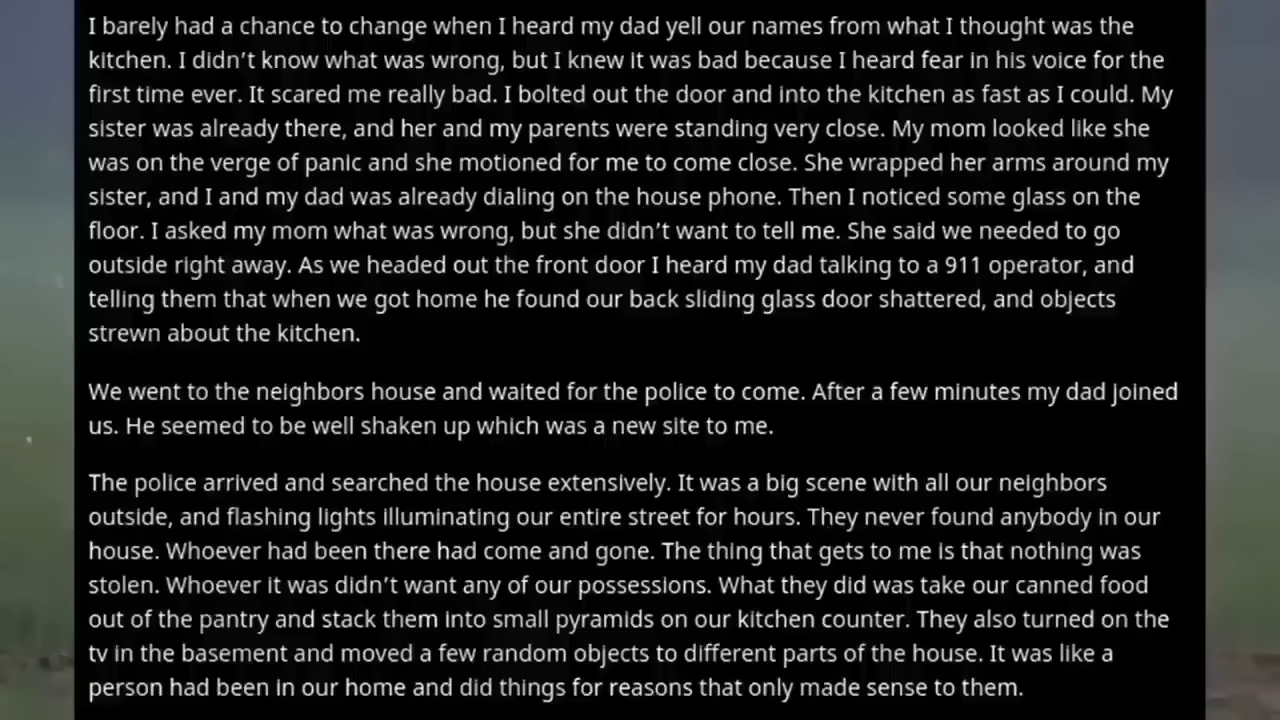 I barely had a chance to change when I heard my dad yell our names from what I thought was the
kitchen. I didn’t know what was wrong, but I knew it was bad because I heard fear in his voice for the
first time ever. It scared me really bad. I bolted out the door and into the kitchen as fast as I could. My
sister was already there, and her and my parents were standing very close. My mom looked like she
was on the verge of panic and she motioned for me to come close. She wrapped her arms around my
sister, and I and my dad was already dialing on the house phone. Then I noticed some glass on the
floor. I asked my mom what was wrong, but she didn’t want to tell me. She said we needed to go
outside right away. As we headed out the front door I heard my dad talking to a 911 operator, and
telling them that when we got home he found our back sliding glass door shattered, and objects
strewn about the kitchen.
We went to the neighbors house and waited for the police to come. After a few minutes my dad joined
us. He seemed to be well shaken up which was a new site to me.
The police arrived and searched the house extensively. It was a big scene with all our neighbors
outside, and flashing lights illuminating our entire street for hours. They never found anybody in our
house. Whoever had been there had come and gone. The thing that gets to me is that nothing was
stolen. Whoever it was didn’t want any of our possessions. What they did was take our canned food
out of the pantry and stack them into small pyramids on our kitchen counter. They also turned on the
tv in the basement and moved a few random objects to different parts of the house. It was like a
person had been in our home and did things for reasons that only made sense to them.